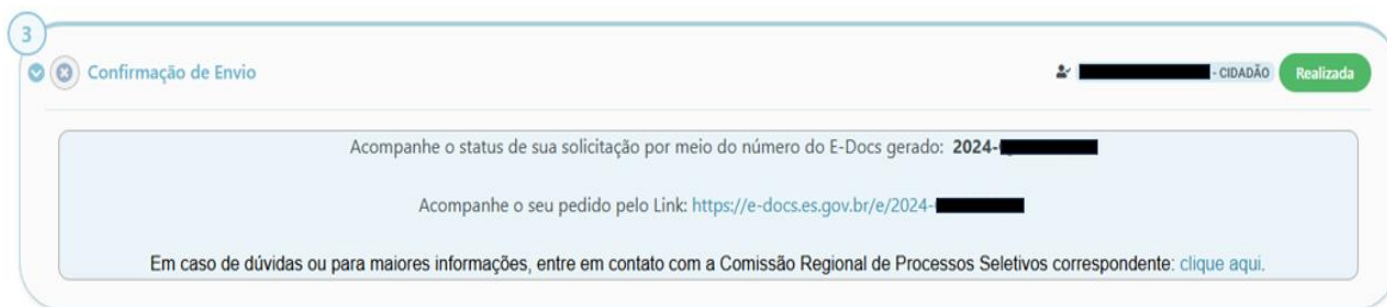 3
Confirmação de Envio
- CIDADÃO
Realizada
Acompanhe o status de sua solicitação por meio do número do E-Docs gerado: 2024-
Acompanhe o seu pedido pelo Link: https://e-docs.es.gov.br/e/2024-
Em caso de dúvidas ou para maiores informações, entre em contato com a Comissão Regional de Processos Seletivos correspondente: clique aqui.